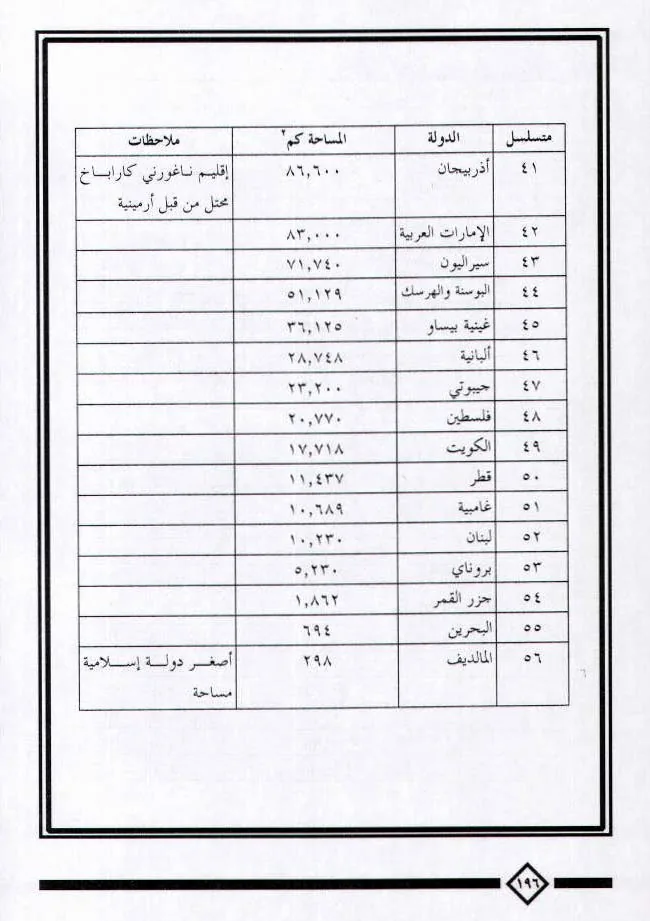 متسلسل الدولة المساحة كم٢ ملاحظات
٤١ أذربيجان ٨٦,٦٠٠ إقليم ناغورني كاراباخ
محتل من قبل أرمينية
٤٢ الإمارات العربية ٨٣,٠٠٠
٤٣ سيراليون ٧١,٧٤٠
٤٤ البوسنة والهرسك ٥١,١٢٩
٤٥ غينية بيساو ٣٦,١٢٥
٤٦ ألبانية ٢٨,٧٤٨
٤٧ جيبوتي ٢٣,٢٠٠
٤٨ فلسطين ٢٠,٧٧٠
٤٩ الكويت ١٧,٧١٨
٥٠ قطر ١١,٤٣٧
٥١ غامبية ١٠,٦٨٩
٥٢ لبنان ١٠,٢٣٠
٥٣ بروناي ٥,٢٣٠
٥٤ جزر القمر ١,٨٦٢
٥٥ البحرين ٦٩٤
٥٦ المالديف ٢٩٨ أصغر دولة إسلامية
مساحة
١٩٦